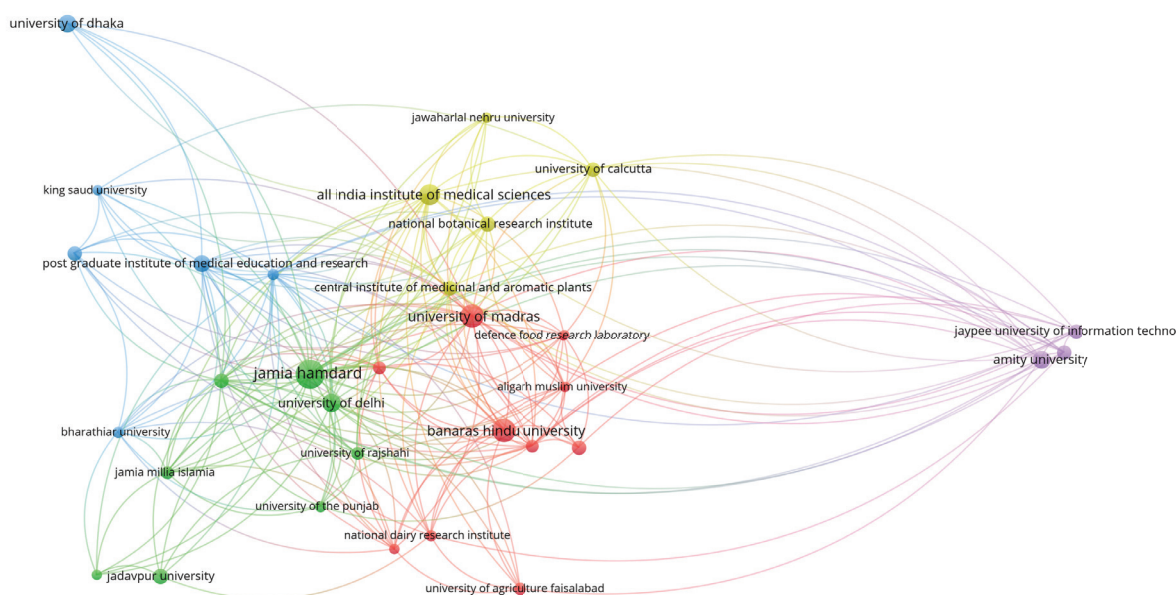 university of dhaka
jawaharlal nehru university
university of calcutta
king saud university
all india institute of medical sciences
national botanical research institute
post graduate institute of medical education and research
central institute of medicinal and aromatic plants
university of madras
defence food research laboratory
jaypee university of information techno
amity university
jamia hamdard
aligarh muslim university
university of delhi
bharathiar university
banaras hindu university
university of rajshahi
jamia millia islamia
university of the punjab
national dairy research institute
jadavpur university
university of agriculture faisalabad